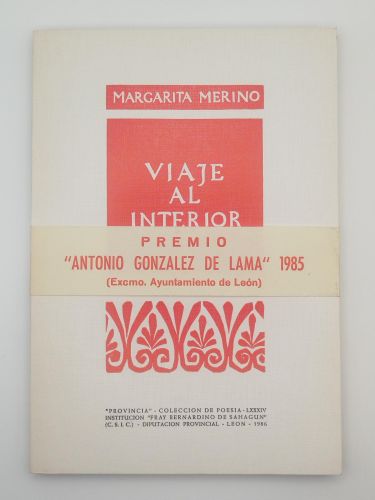 MARGARITA MERINO
VIAJE
AL
INTERIOR
PREMIO
"ANTONIO GONZALEZ DE LAMA" 1985
(Excmo. Ayuntamiento de León)
"PROVINCIA" - COLECCION DE POESIA - LXXXIV
INSTITUCION "FRAY BERNARDINO DE SAHAGUN"
(C. S. I. C.) - DIPUTACION PROVINCIAL - LEON - 1986